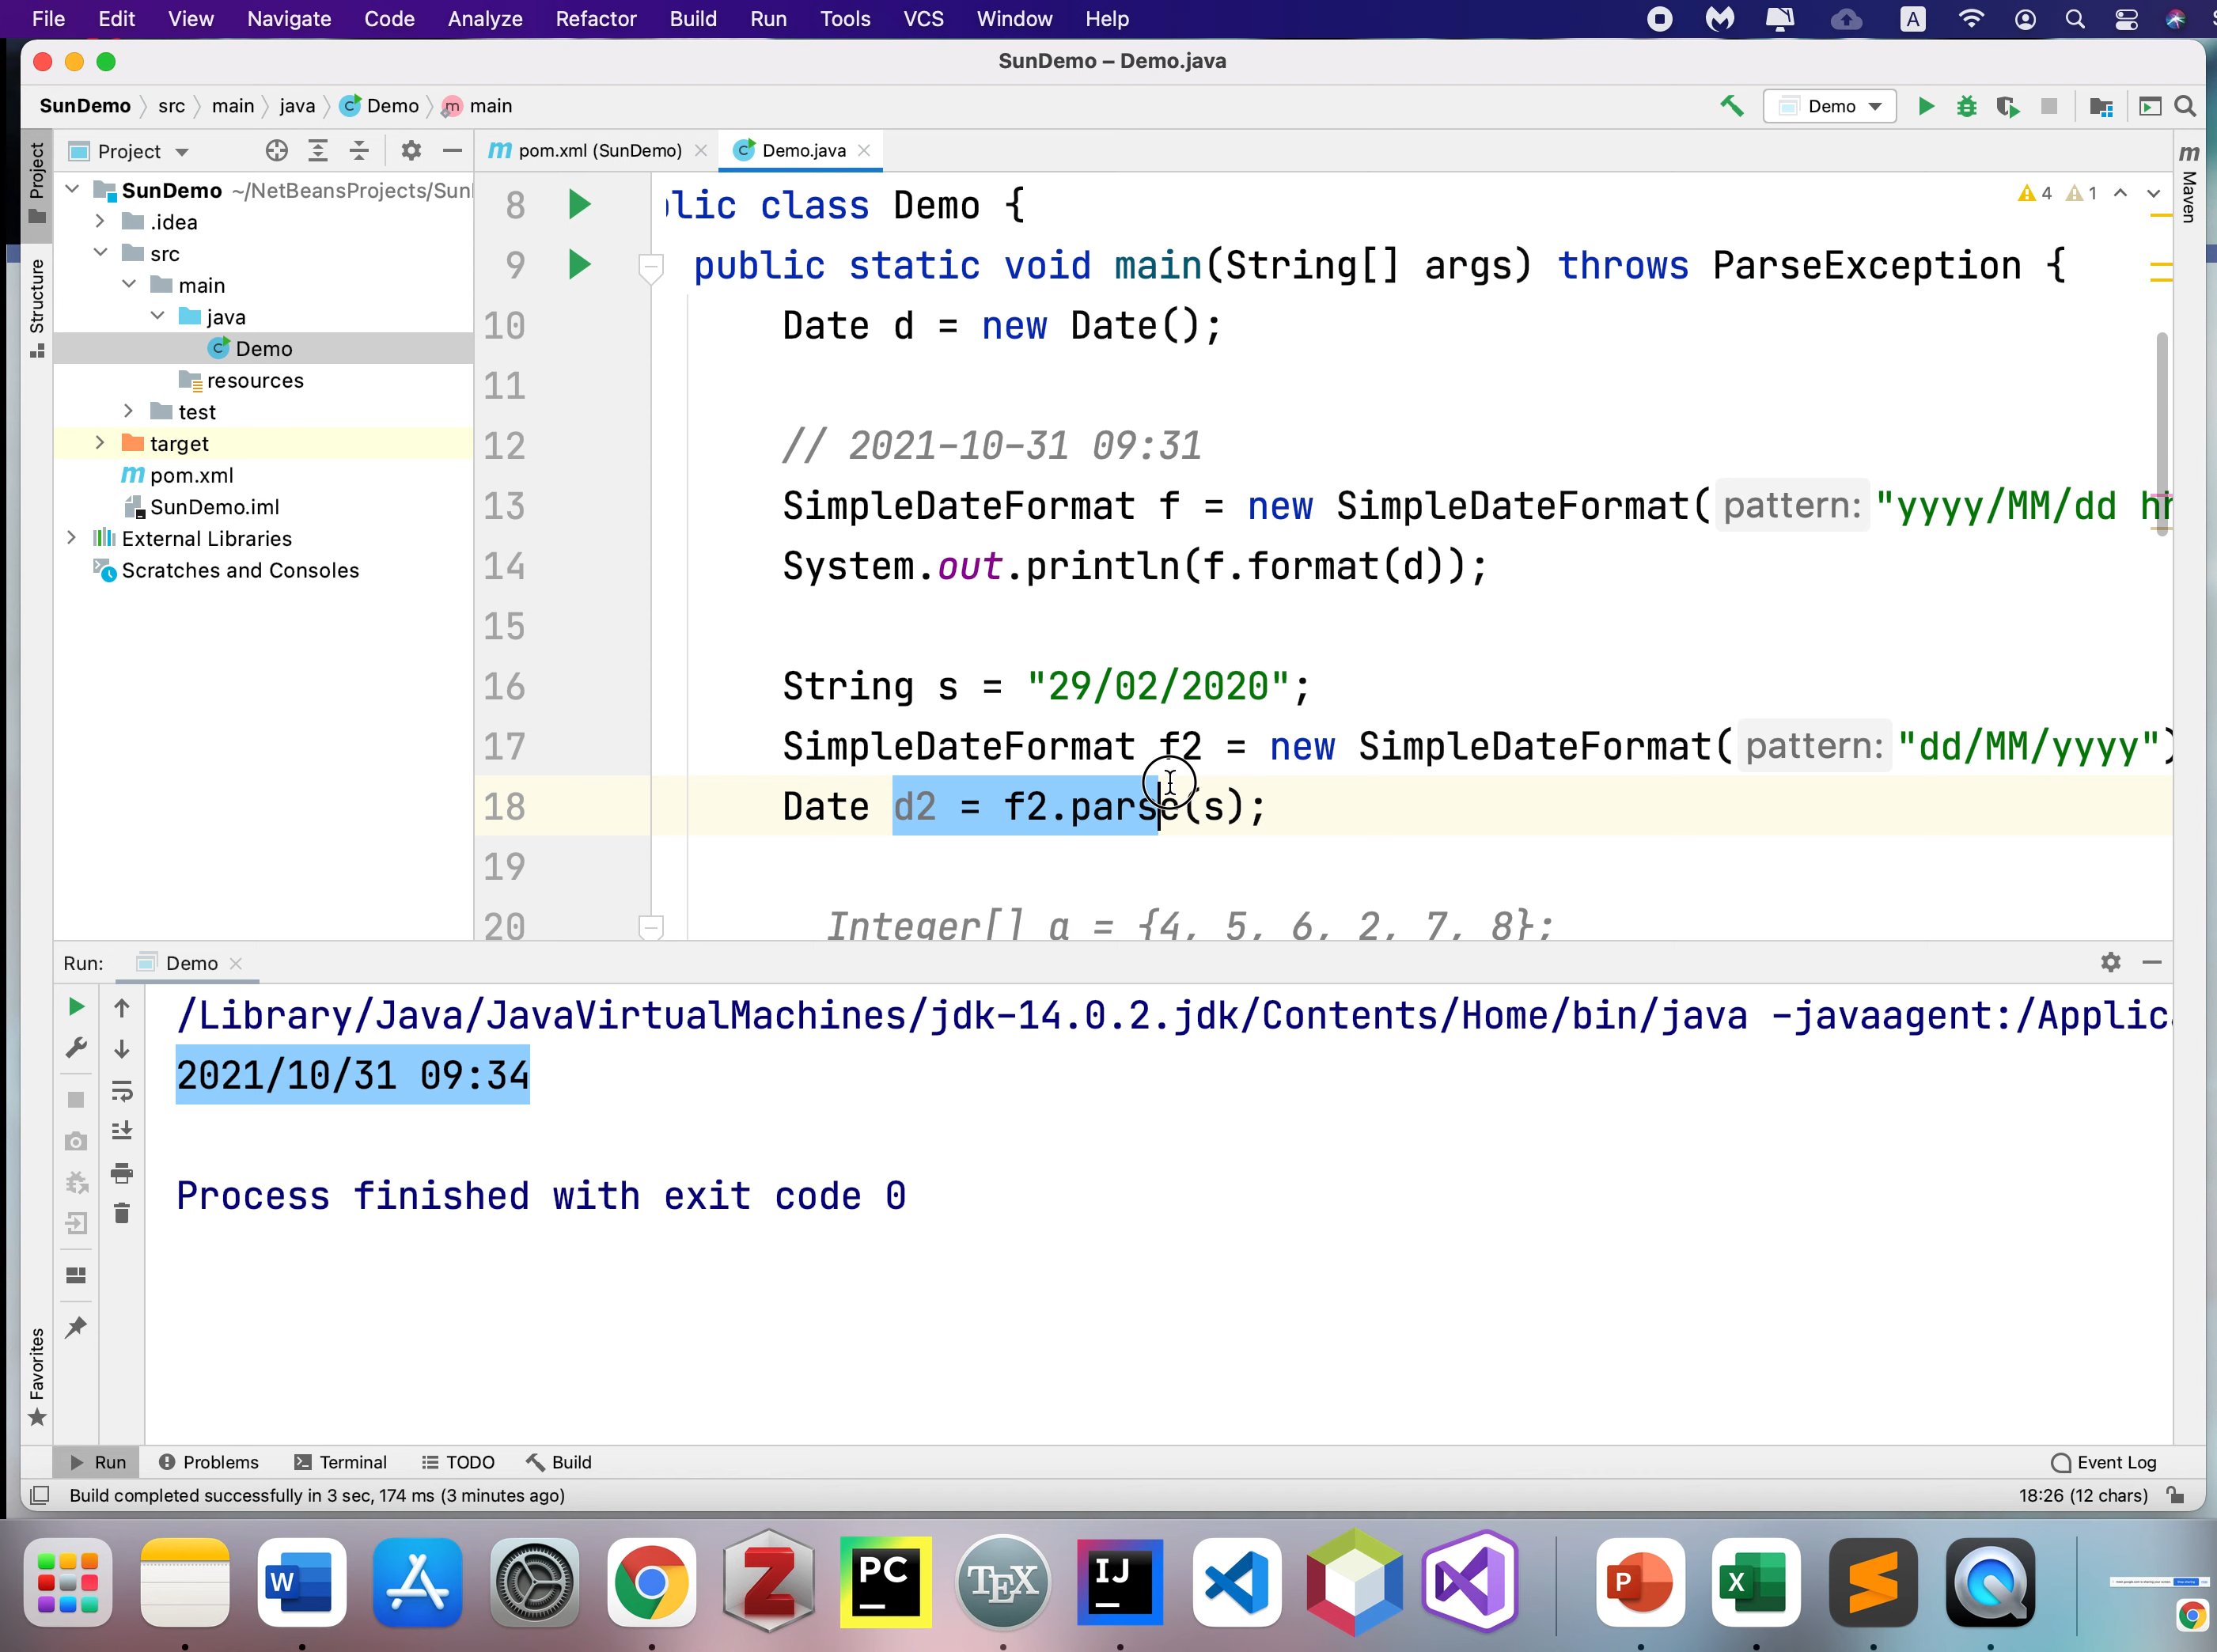 File Edit View Navigate Code Analyze Refactor Build Run Tools VCS Window Help
SunDemo – Demo.java
SunDemo src main java Demo main
Demo
Project
pom.xml (SunDemo) Demo.java
Project
Structure
Favorites
Maven
SunDemo ~/NetBeansProjects/Sun
.idea
src
main
java
Demo
resources
test
target
pom.xml
SunDemo.iml
External Libraries
Scratches and Consoles
4 1
8 lic class Demo {
9 public static void main(String[] args) throws ParseException {
10 Date d = new Date();
11
12 // 2021-10-31 09:31
13 SimpleDateFormat f = new SimpleDateFormat( pattern: "yyyy/MM/dd hh
14 System.out.println(f.format(d));
15
16 String s = "29/02/2020";
17 SimpleDateFormat f2 = new SimpleDateFormat( pattern: "dd/MM/yyyy")
18 Date d2 = f2.parse(s);
19
20 Integer[] a = {4, 5, 6, 2, 7, 8};
Run: Demo
/Library/Java/JavaVirtualMachines/jdk-14.0.2.jdk/Contents/Home/bin/java -javaagent:/Applic
2021/10/31 09:34
Process finished with exit code 0
Run Problems Terminal TODO Build Event Log
Build completed successfully in 3 sec, 174 ms (3 minutes ago) 18:26 (12 chars)
W Z PC TEX IJ P X